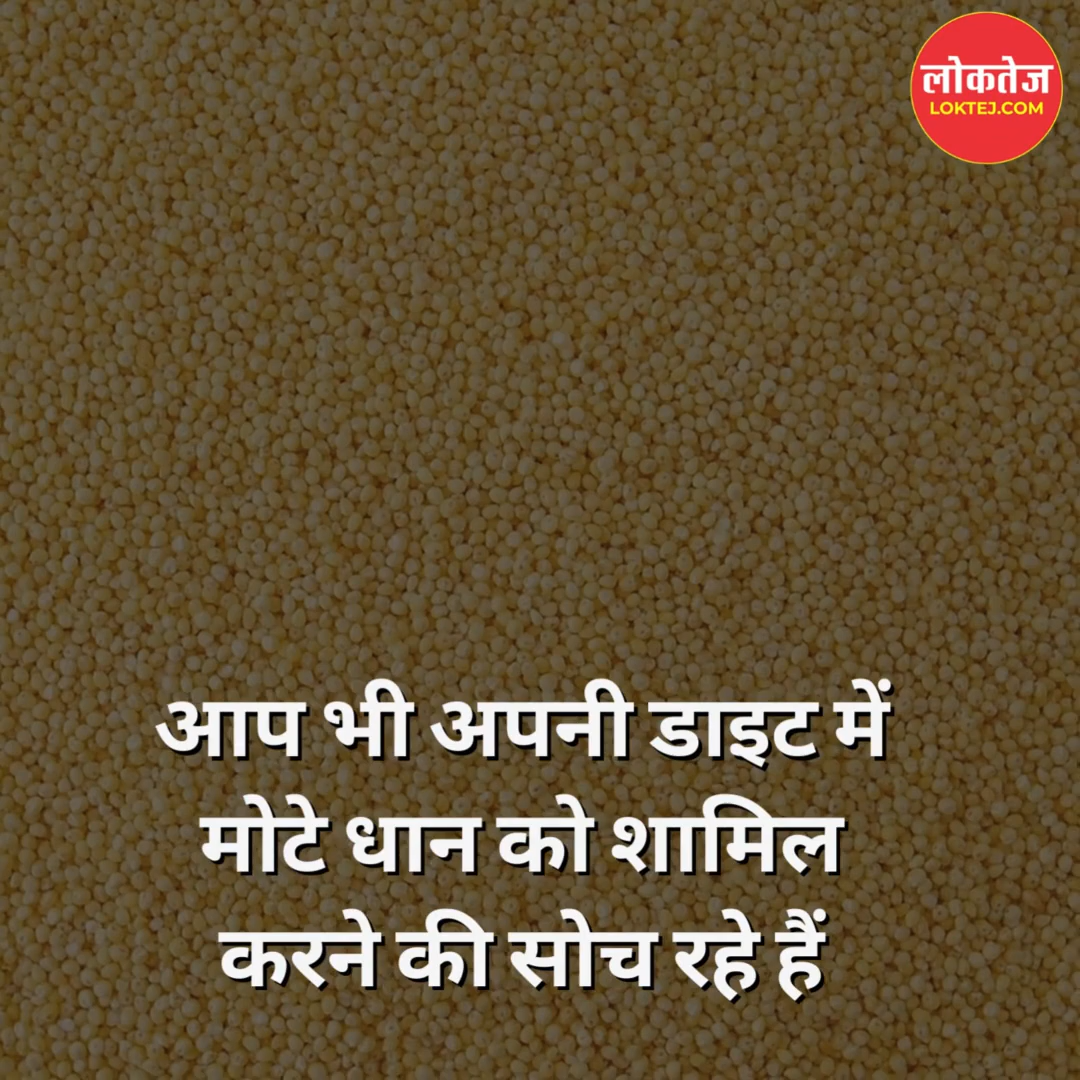 लोकतेज
LOKTEJ.COM
आप भी अपनी डाइट में
मोटे धान को शामिल
करने की सोच रहे हैं